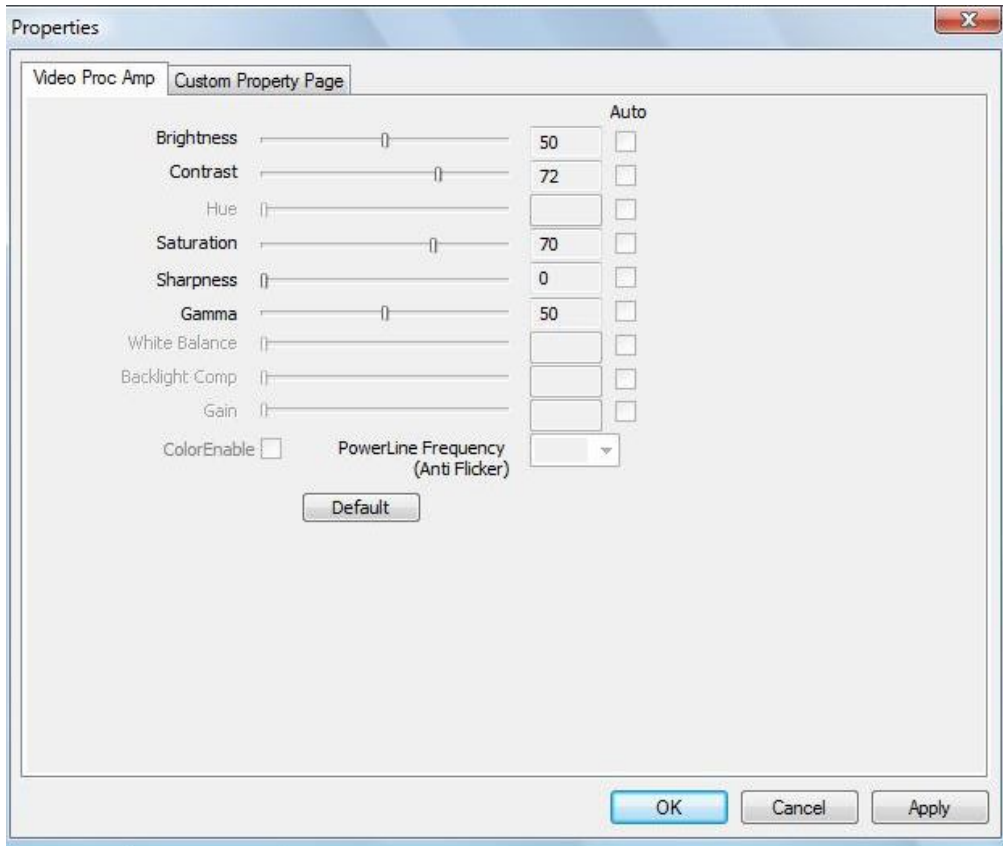 Properties
X
Video Proc Amp
Custom Property Page
Auto
Brightness 50
Contrast 72
Hue
Saturation 70
Sharpness 0
Gamma 50
White Balance
Backlight Comp
Gain
ColorEnable PowerLine Frequency
(Anti Flicker)
Default
OK Cancel Apply